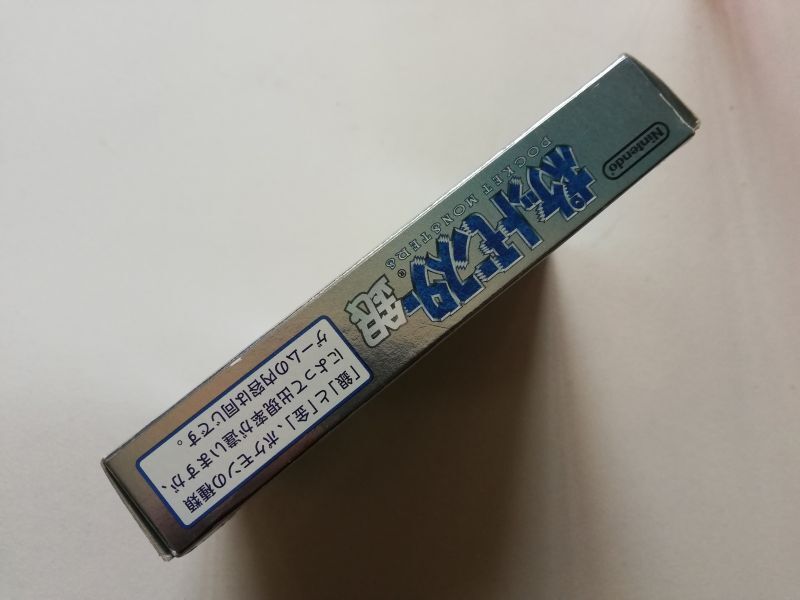 Nintendo
ポケットモンスター
POCKET MONSTERS
®
銀
「銀」と「金」、ポケモンの種類
によって出現率が違いますが、
ゲームの内容は同じです。